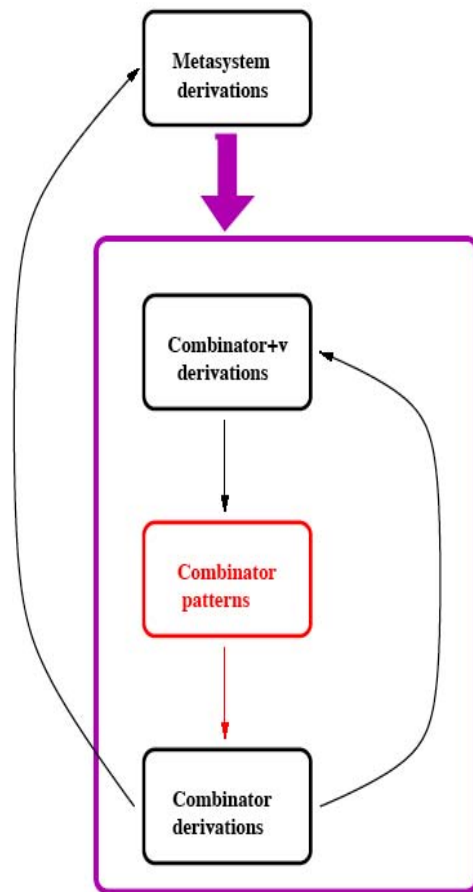 Metasystem
derivations
Combinator+v
derivations
Combinator
patterns
Combinator
derivations